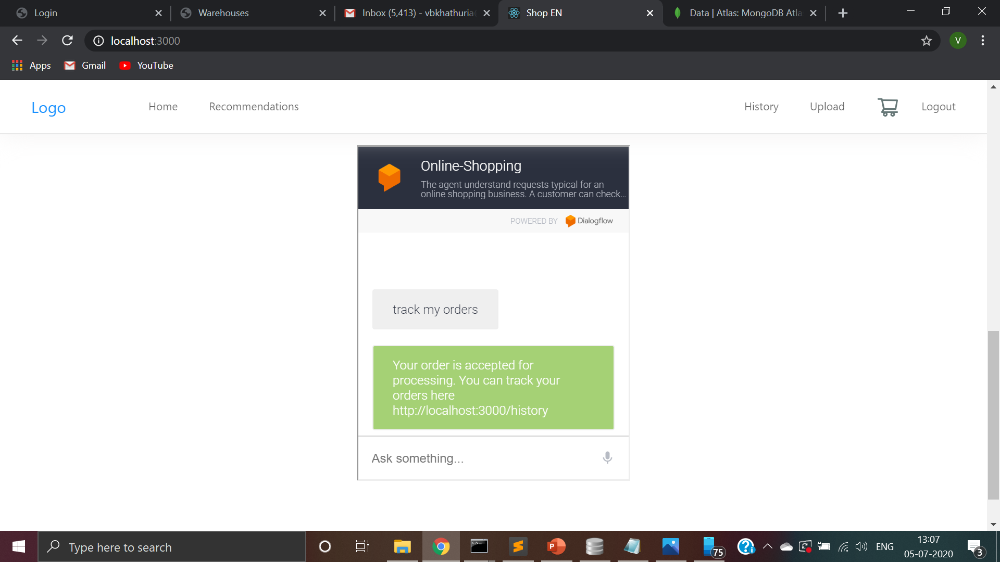 Login
Warehouses
Inbox (5,413) - vbkhathuria
Shop EN
Data | Atlas: MongoDB Atla
localhost:3000
V
Apps
Gmail
YouTube
Logo
Home
Recommendations
History
Upload
Logout
Online-Shopping
The agent understand requests typical for an
online shopping business. A customer can check...
POWERED BY
Dialogflow
track my orders
Your order is accepted for
processing. You can track your
orders here
http://localhost:3000/history
Ask something...
Type here to search
75
ENG
13:07
05-07-2020
3